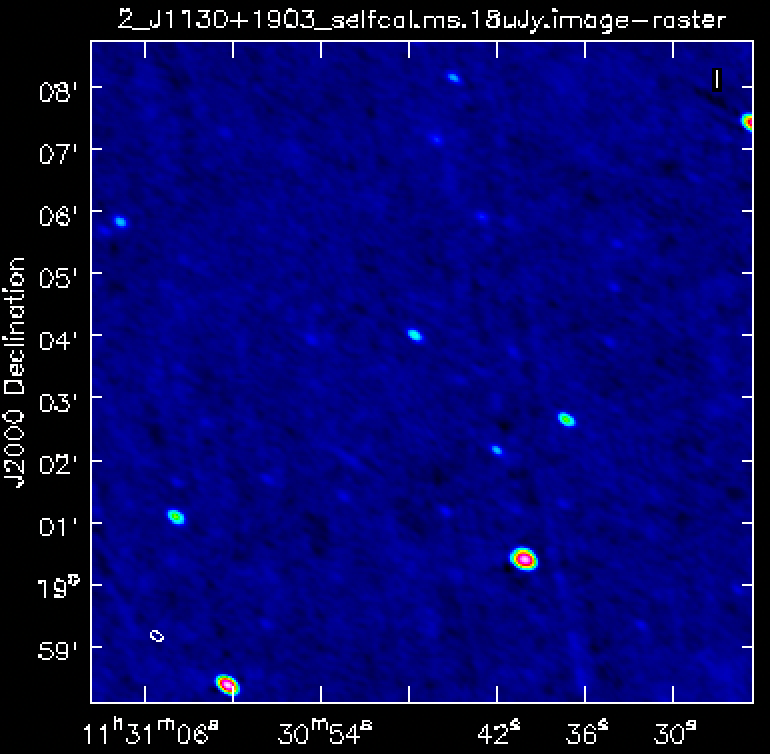 2_J1130+1903_selfcal.ms.18uJy.image-raster
I
08'
07'
06'
05'
04'
03'
02'
01'
19°
59'
J2000 Declination
11ʰ31ᵐ06ˢ 30ᵐ54ˢ 42ˢ 36ˢ 30ˢ